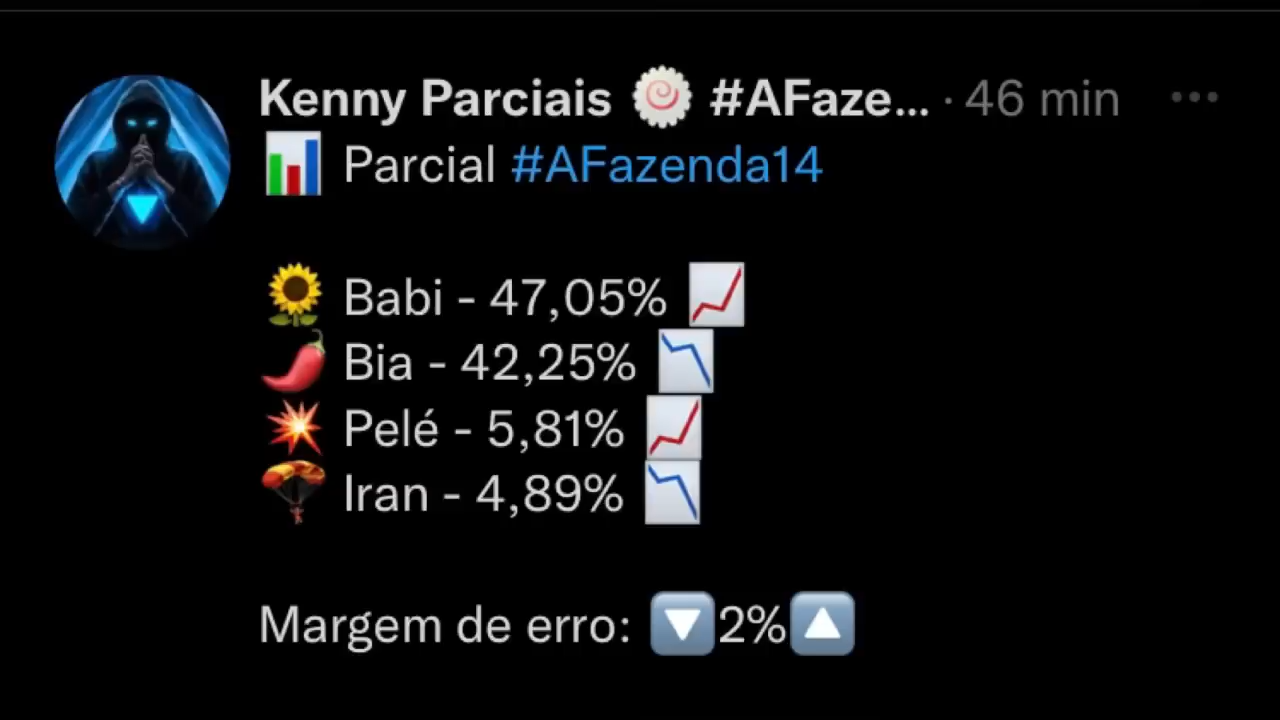 Kenny Parciais 🍥 #AFaze... · 46 min
📊 Parcial #AFazenda14
🌻 Babi - 47,05% 📈
🌶️ Bia - 42,25% 📉
💥 Pelé - 5,81% 📈
🪂 Iran - 4,89% 📉
Margem de erro: 🔽2%🔼